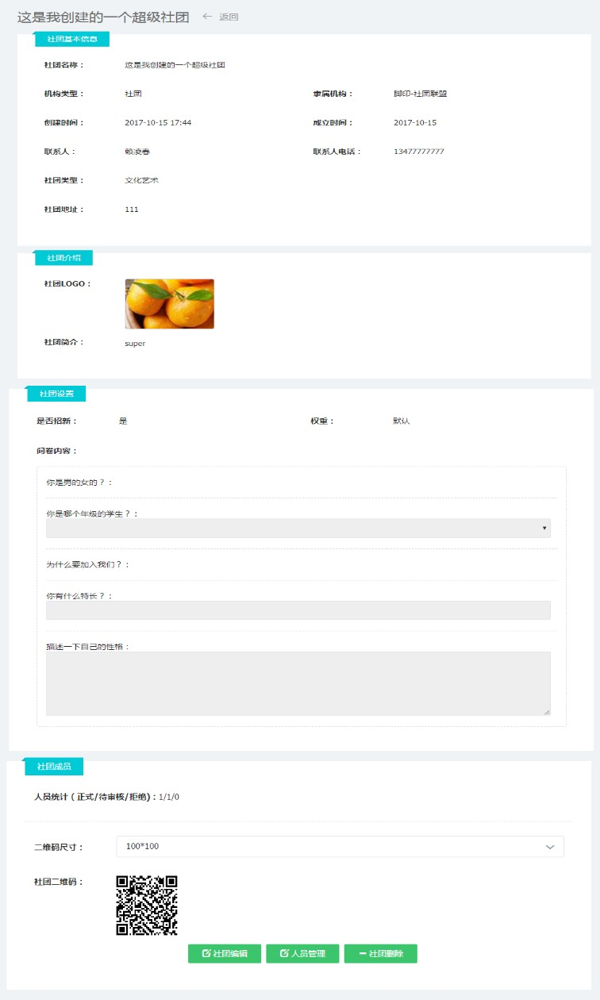 这是我创建的一个超级社团 ← 返回
社团基本信息
社团名称： 这是我创建的一个超级社团
机构类型： 社团 隶属机构： 脚印-社团联盟
创建时间： 2017-10-15 17:44 成立时间： 2017-10-15
联系人： 赖凌春 联系人电话： 13477777777
社团类型： 文化艺术
社团地址： 111
社团介绍
社团LOGO：
社团简介： super
社团设置
是否招新： 是 权重： 默认
问卷内容：
你是男的女的？：
你是哪个年级的学生？：
为什么要加入我们？：
你有什么特长？：
描述一下自己的性格：
社团成员
人员统计（正式/待审核/拒绝)：1/1/0
二维码尺寸： 100*100
社团二维码：
社团编辑 人员管理 社团删除